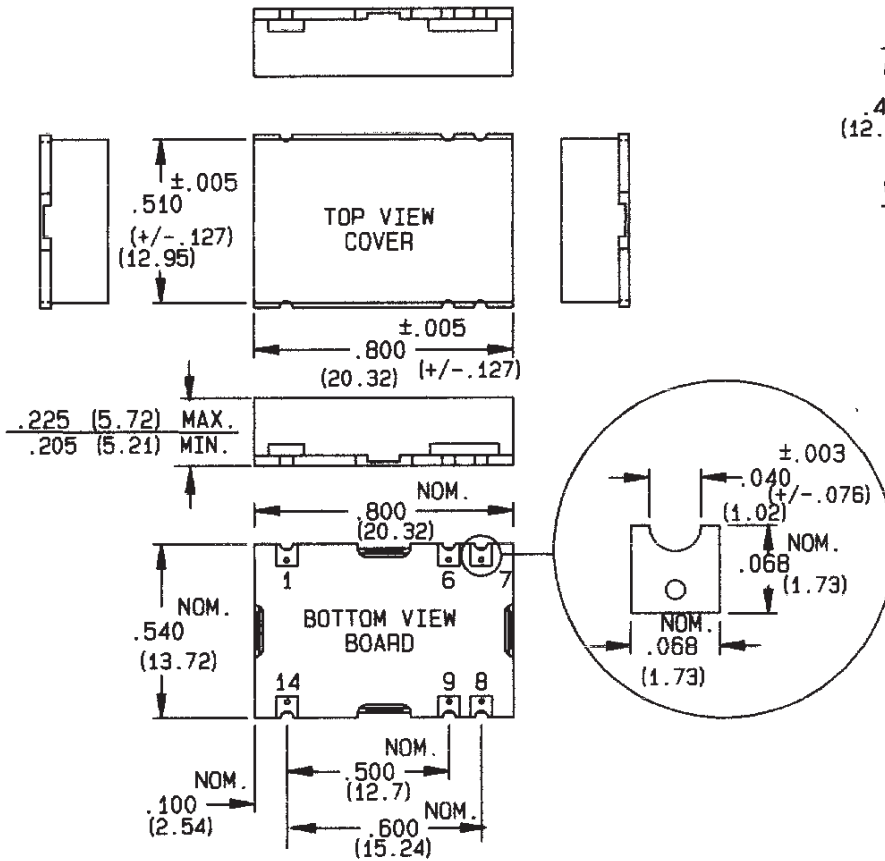 .4
(12.
±.005
.510
(+/-.127)
(12.95)
TOP VIEW
COVER
±.005
.800
(20.32) (+/-.127)
.225 (5.72) MAX.
.205 (5.21) MIN.
NOM.
.800
(20.32)
±.003
.040
(+/-.076)
(1.02)
NOM.
.068
(1.73)
NOM.
.068
(1.73)
1 6 7
NOM.
.540
(13.72)
BOTTOM VIEW
BOARD
14 9 8
NOM.
.500
(12.7)
NOM.
.100
(2.54)
NOM.
.600
(15.24)